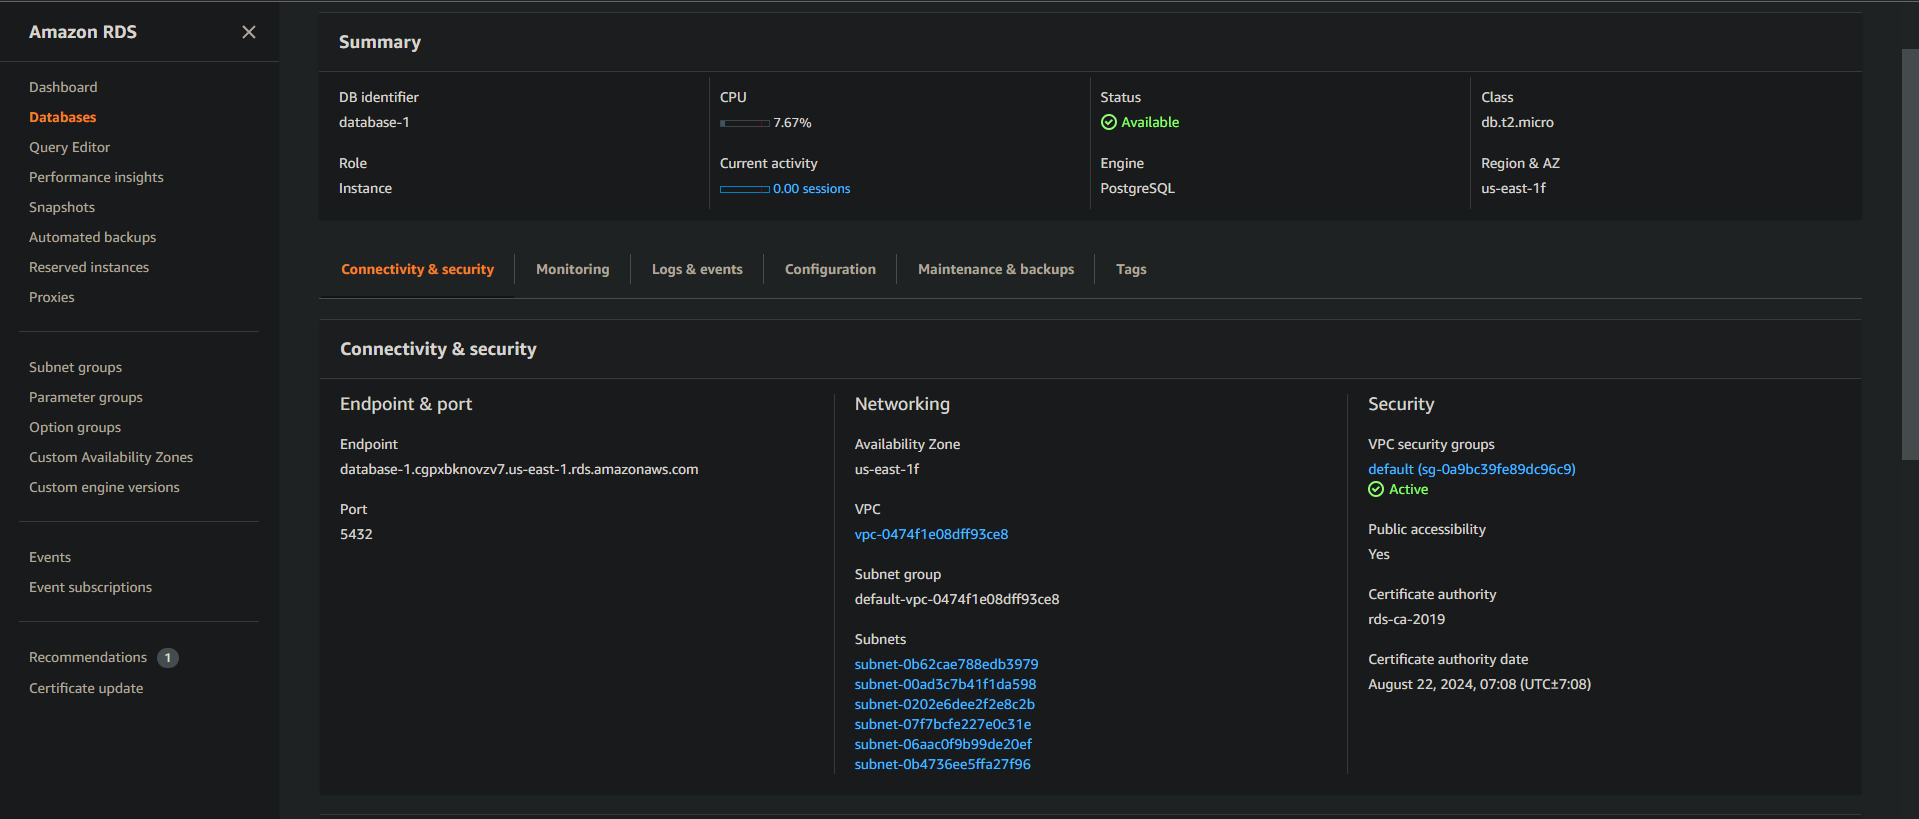 Amazon RDS
Dashboard
Databases
Query Editor
Performance insights
Snapshots
Automated backups
Reserved instances
Proxies
Subnet groups
Parameter groups
Option groups
Custom Availability Zones
Custom engine versions
Events
Event subscriptions
Recommendations 1
Certificate update
Summary
DB identifier
database-1
Role
Instance
CPU
7.67%
Current activity
0.00 sessions
Status
Available
Engine
PostgreSQL
Class
db.t2.micro
Region & AZ
us-east-1f
Connectivity & security
Monitoring
Logs & events
Configuration
Maintenance & backups
Tags
Connectivity & security
Endpoint & port
Endpoint
database-1.cgpxbknovzv7.us-east-1.rds.amazonaws.com
Port
5432
Networking
Availability Zone
us-east-1f
VPC
vpc-0474f1e08dff93ce8
Subnet group
default-vpc-0474f1e08dff93ce8
Subnets
subnet-0b62cae788edb3979
subnet-00ad3c7b41f1da598
subnet-0202e6dee2f2e8c2b
subnet-07f7bcfe227e0c31e
subnet-06aac0f9b99de20ef
subnet-0b4736ee5ffa27f96
Security
VPC security groups
default (sg-0a9bc39fe89dc96c9)
Active
Public accessibility
Yes
Certificate authority
rds-ca-2019
Certificate authority date
August 22, 2024, 07:08 (UTC±7:08)